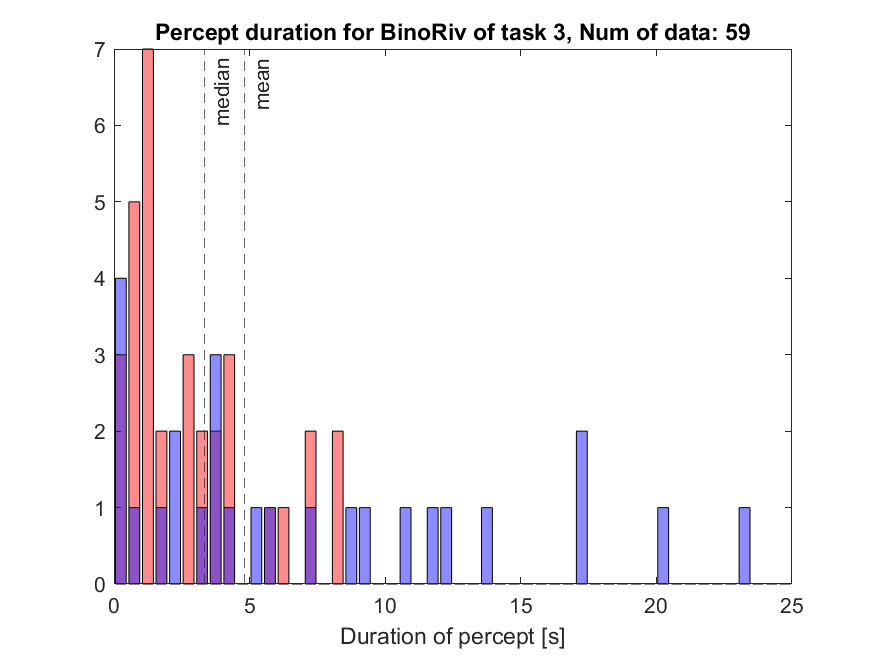 Percept duration for BinoRiv of task 3, Num of data: 59
7
6
5
4
3
2
1
0
median
mean
0 5 10 15 20 25
Duration of percept [s]